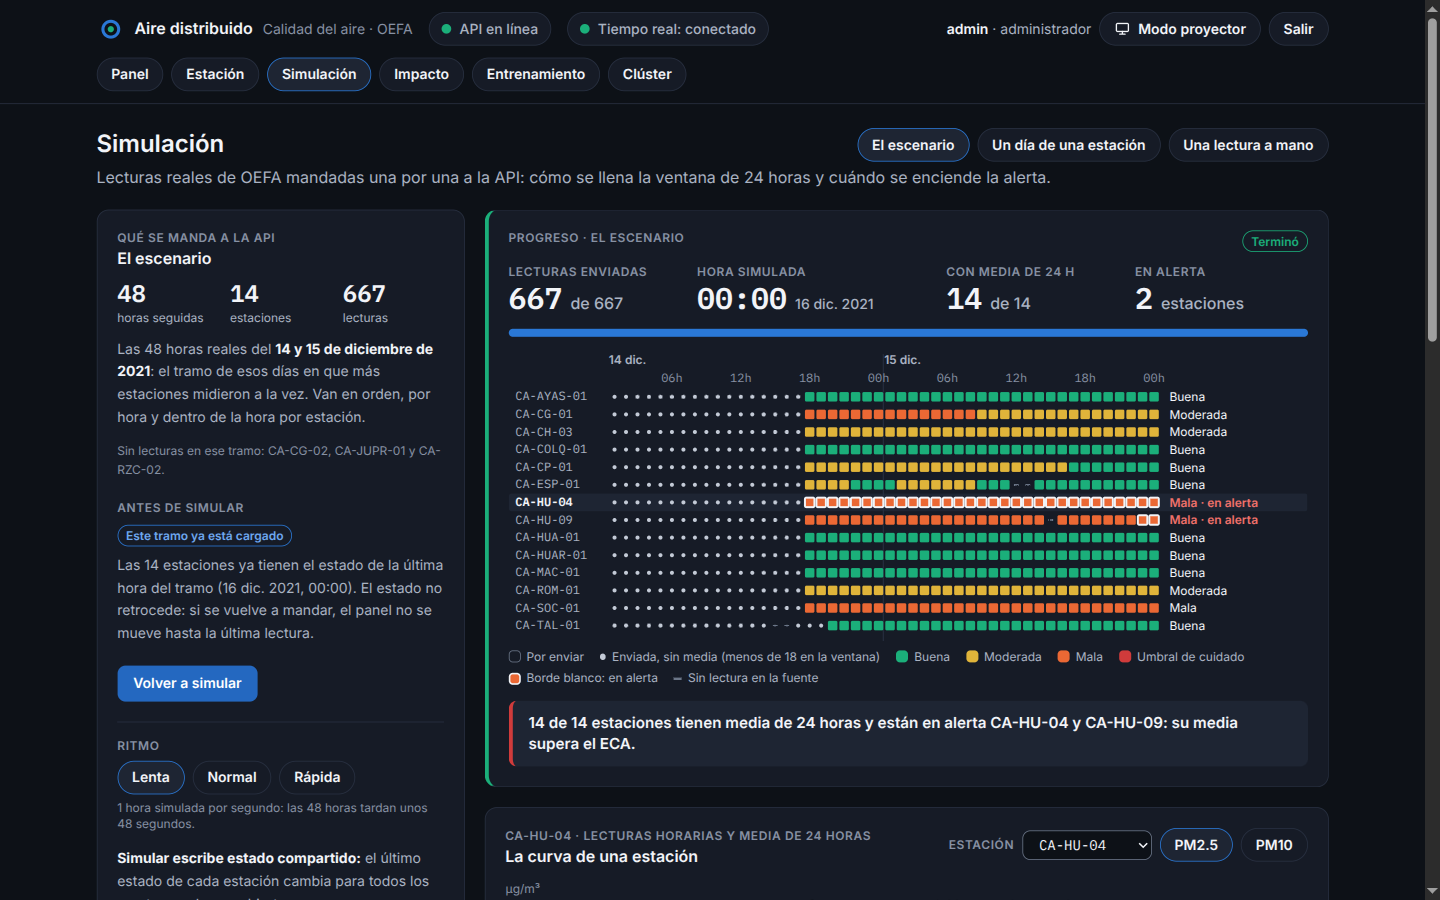 Aire distribuido Calidad del aire · OEFA API en línea Tiempo real: conectado admin · administrador Modo proyector Salir
Panel Estación Simulación Impacto Entrenamiento Clúster
Simulación
El escenario Un día de una estación Una lectura a mano
Lecturas reales de OEFA mandadas una por una a la API: cómo se llena la ventana de 24 horas y cuándo se enciende la alerta.
QUÉ SE MANDA A LA API
El escenario
48 14 667
horas seguidas estaciones lecturas
Las 48 horas reales del 14 y 15 de diciembre de
2021: el tramo de esos días en que más
estaciones midieron a la vez. Van en orden, por
hora y dentro de la hora por estación.
Sin lecturas en ese tramo: CA-CG-02, CA-JUPR-01 y CA-
RZC-02.
ANTES DE SIMULAR
Este tramo ya está cargado
Las 14 estaciones ya tienen el estado de la última
hora del tramo (16 dic. 2021, 00:00). El estado no
retrocede: si se vuelve a mandar, el panel no se
mueve hasta la última lectura.
Volver a simular
RITMO
Lenta Normal Rápida
1 hora simulada por segundo: las 48 horas tardan unos
48 segundos.
Simular escribe estado compartido: el último
estado de cada estación cambia para todos los
PROGRESO · EL ESCENARIO
Terminó
LECTURAS ENVIADAS HORA SIMULADA CON MEDIA DE 24 H EN ALERTA
667 de 667 00:00 16 dic. 2021 14 de 14 2 estaciones
14 dic. 15 dic.
06h 12h 18h 00h 06h 12h 18h 00h
CA-AYAS-01 Buena
CA-CG-01 Moderada
CA-CH-03 Moderada
CA-COLQ-01 Buena
CA-CP-01 Buena
CA-ESP-01 Buena
CA-HU-04 Mala · en alerta
CA-HU-09 Mala · en alerta
CA-HUA-01 Buena
CA-HUAR-01 Buena
CA-MAC-01 Buena
CA-ROM-01 Moderada
CA-SOC-01 Mala
CA-TAL-01 Buena
Por enviar Enviada, sin media (menos de 18 en la ventana) Buena Moderada Mala Umbral de cuidado
Borde blanco: en alerta Sin lectura en la fuente
14 de 14 estaciones tienen media de 24 horas y están en alerta CA-HU-04 y CA-HU-09: su media
supera el ECA.
CA-HU-04 · LECTURAS HORARIAS Y MEDIA DE 24 HORAS
La curva de una estación
ESTACIÓN CA-HU-04 PM2.5 PM10
µg/m³